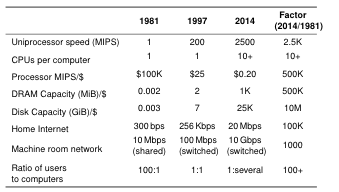 1981 1997 2014 Factor (2014/1981)
Uniprocessor speed (MIPS) 1 200 2500 2.5K
CPUs per computer 1 1 10+ 10+
Processor MIPS/$ $100K $25 $0.20 500K
DRAM Capacity (MiB)/$ 0.002 2 1K 500K
Disk Capacity (GiB)/$ 0.003 7 25K 10M
Home Internet 300 bps 256 Kbps 20 Mbps 100K
Machine room network 10 Mbps (shared) 100 Mbps (switched) 10 Gbps (switched) 1000
Ratio of users to computers 100:1 1:1 1:several 100+